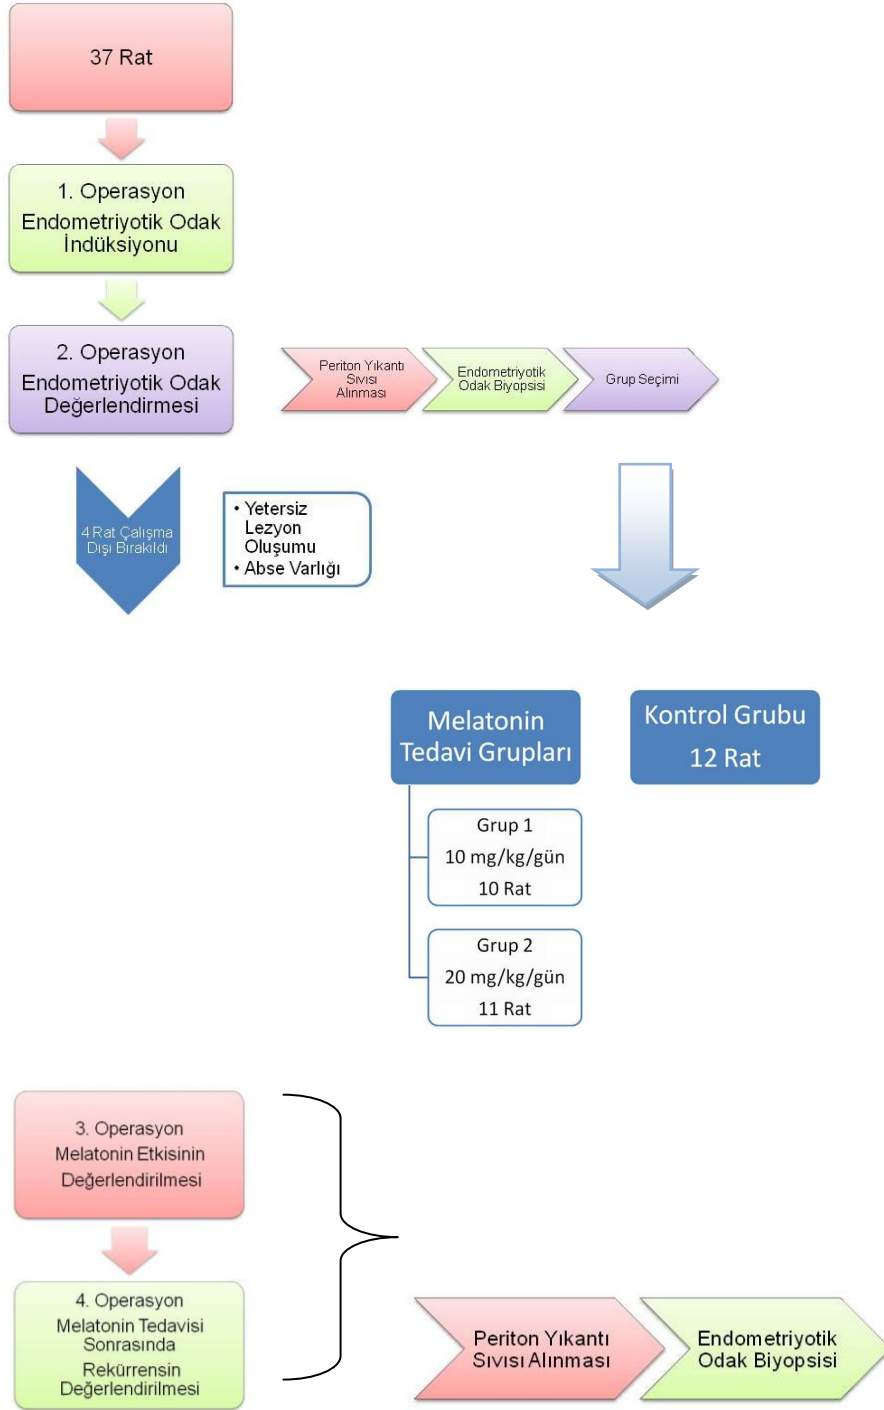 37 Rat
1. Operasyon
Endometriyotik Odak
İndüksiyonu
2. Operasyon
Endometriyotik Odak
Değerlendirmesi
Periton Yıkantı
Sıvısı
Alınması
Endometriyotik
Odak Biyopsisi
Grup Seçimi
4 Rat Çalışma
Dışı Bırakıldı
• Yetersiz
Lezyon
Oluşumu
• Abse Varlığı
Melatonin
Tedavi Grupları
Kontrol Grubu
12 Rat
Grup 1
10 mg/kg/gün
10 Rat
Grup 2
20 mg/kg/gün
11 Rat
3. Operasyon
Melatonin Etkisinin
Değerlendirilmesi
4. Operasyon
Melatonin Tedavisi
Sonrasında
Rekürrensin
Değerlendirilmesi
Periton Yıkantı
Sıvısı Alınması
Endometriyotik
Odak Biyopsisi